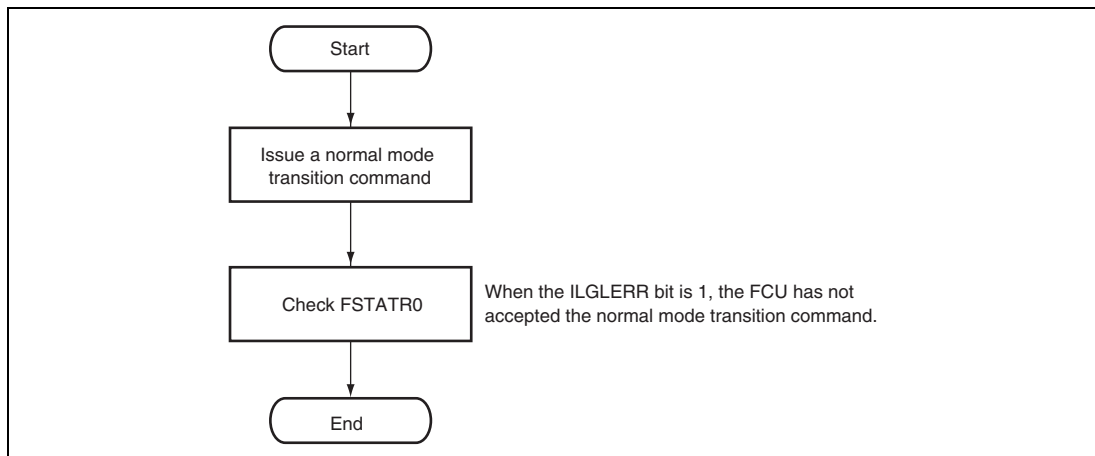 Start
Issue a normal mode
transition command
Check FSTATR0
When the ILGLERR bit is 1, the FCU has not
accepted the normal mode transition command.
End